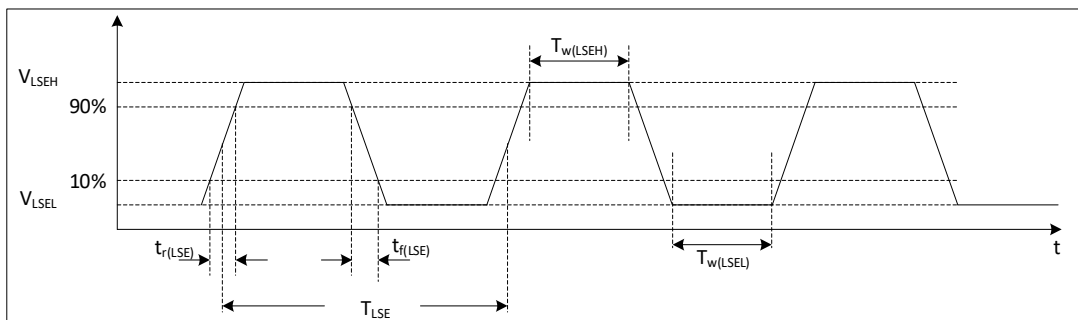 T_w(LSEH)
V_LSEH
90%
10%
V_LSEL
t_r(LSE)
t_f(LSE)
T_w(LSEL)
t
T_LSE